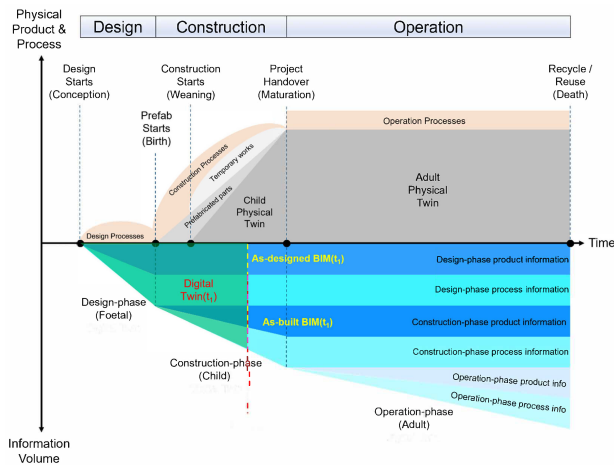 Physical
Product &
Process
Design
Construction
Operation
Design
Starts
(Conception)
Construction
Starts
(Weaning)
Project
Handover
(Maturation)
Recycle /
Reuse
(Death)
Prefab
Starts
(Birth)
Operation Processes
Construction Processes
Temporary works
Prefabricated parts
Child
Physical
Twin
Adult
Physical
Twin
Design Processes
Time
As-designed BIM(t₁)
Design-phase product information
Digital
Twin(t₁)
Design-phase process information
Design-phase
(Foetal)
As-built BIM(t₁)
Construction-phase product information
Construction-phase
(Child)
Construction-phase process information
Operation-phase product info
Operation-phase process info
Operation-phase
(Adult)
Information
Volume